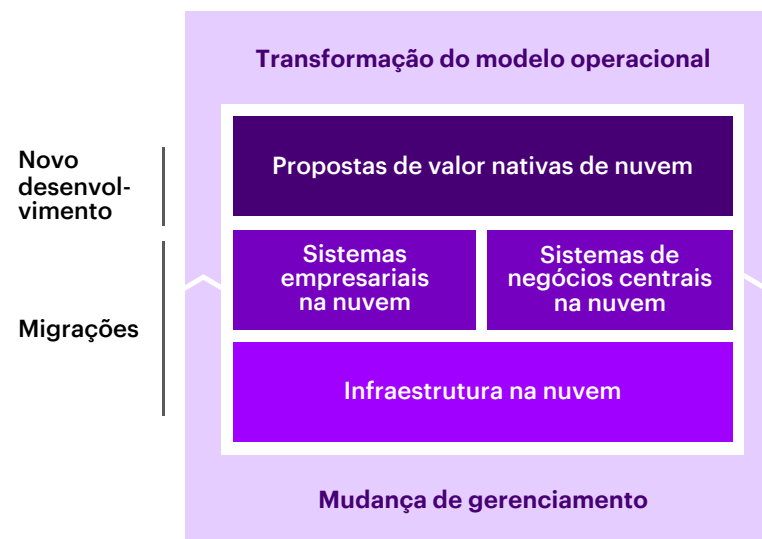 Transformação do modelo operacional
Novo
desenvol-
vimento
Propostas de valor nativas de nuvem
Migrações
Sistemas
empresariais
na nuvem
Sistemas de
negócios centrais
na nuvem
Infraestrutura na nuvem
Mudança de gerenciamento